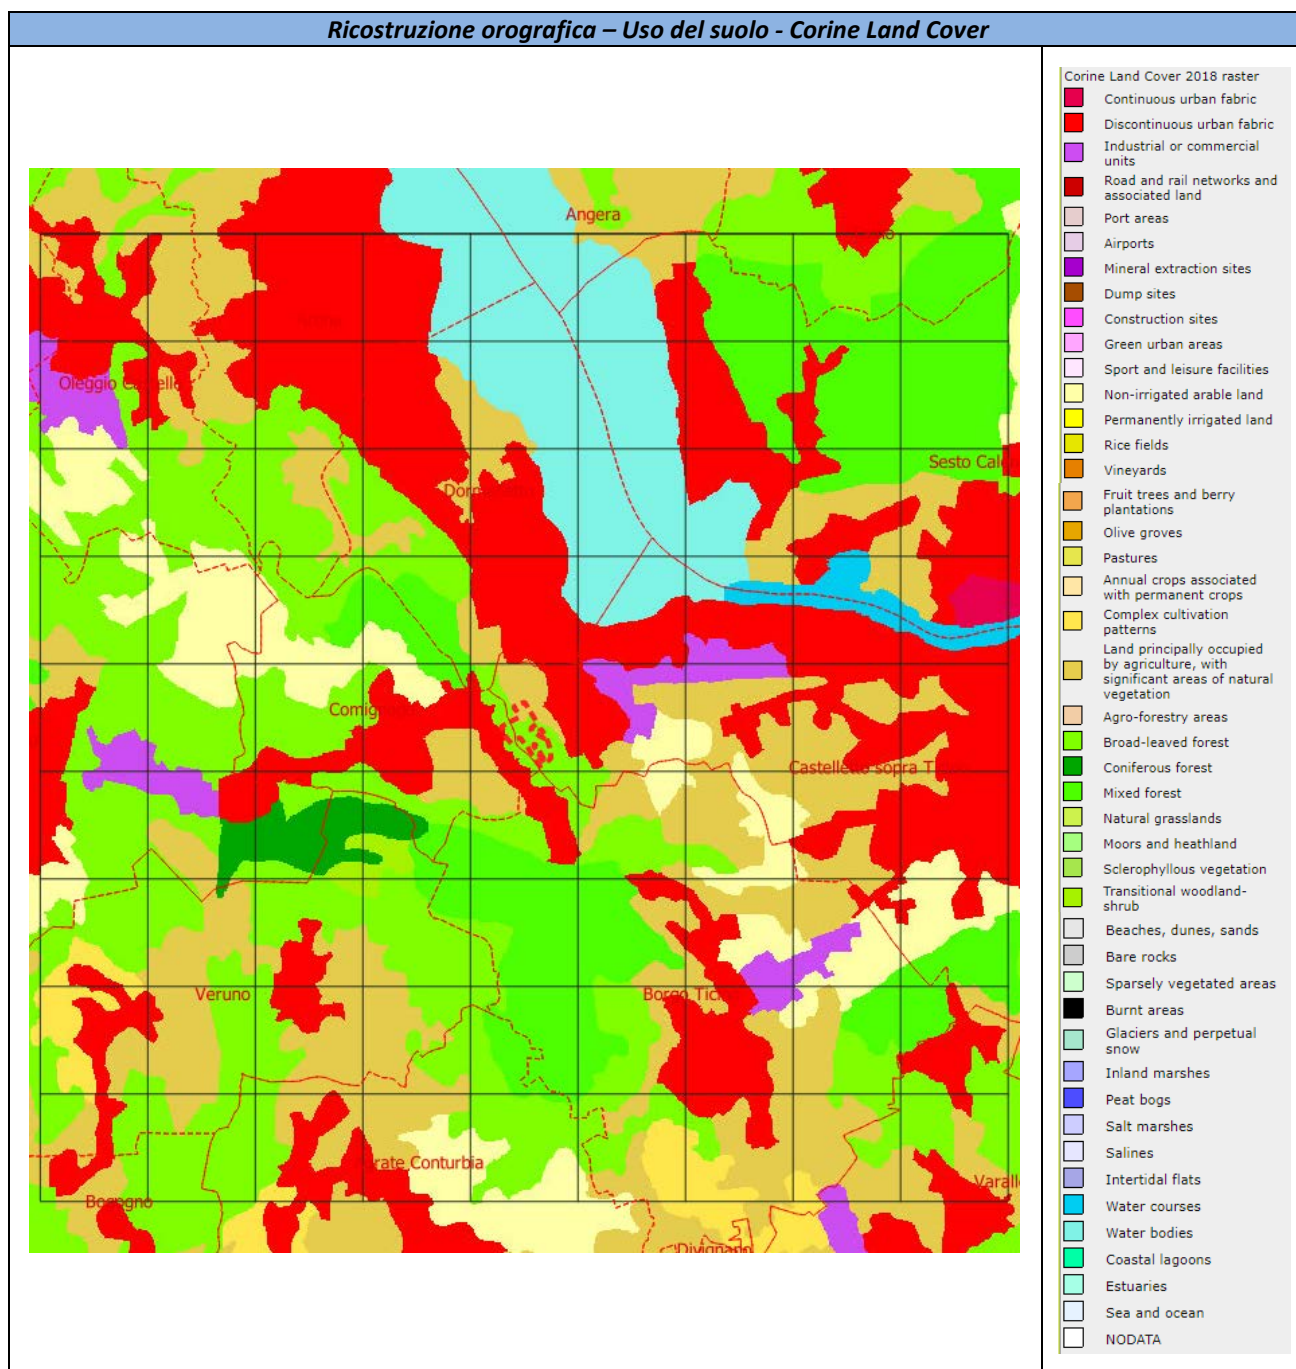 Ricostruzione orografica – Uso del suolo - Corine Land Cover
Angera
Oleggio Castello
Sesto Cale
Comig
Castelletto sopra T
Veruno
Borgo Tici
rate Conturbia
Bogogno
Varall
Divignano
Corine Land Cover 2018 raster
Continuous urban fabric
Discontinuous urban fabric
Industrial or commercial
units
Road and rail networks and
associated land
Port areas
Airports
Mineral extraction sites
Dump sites
Construction sites
Green urban areas
Sport and leisure facilities
Non-irrigated arable land
Permanently irrigated land
Rice fields
Vineyards
Fruit trees and berry
plantations
Olive groves
Pastures
Annual crops associated
with permanent crops
Complex cultivation
patterns
Land principally occupied
by agriculture, with
significant areas of natural
vegetation
Agro-forestry areas
Broad-leaved forest
Coniferous forest
Mixed forest
Natural grasslands
Moors and heathland
Sclerophyllous vegetation
Transitional woodland-
shrub
Beaches, dunes, sands
Bare rocks
Sparsely vegetated areas
Burnt areas
Glaciers and perpetual
snow
Inland marshes
Peat bogs
Salt marshes
Salines
Intertidal flats
Water courses
Water bodies
Coastal lagoons
Estuaries
Sea and ocean
NODATA